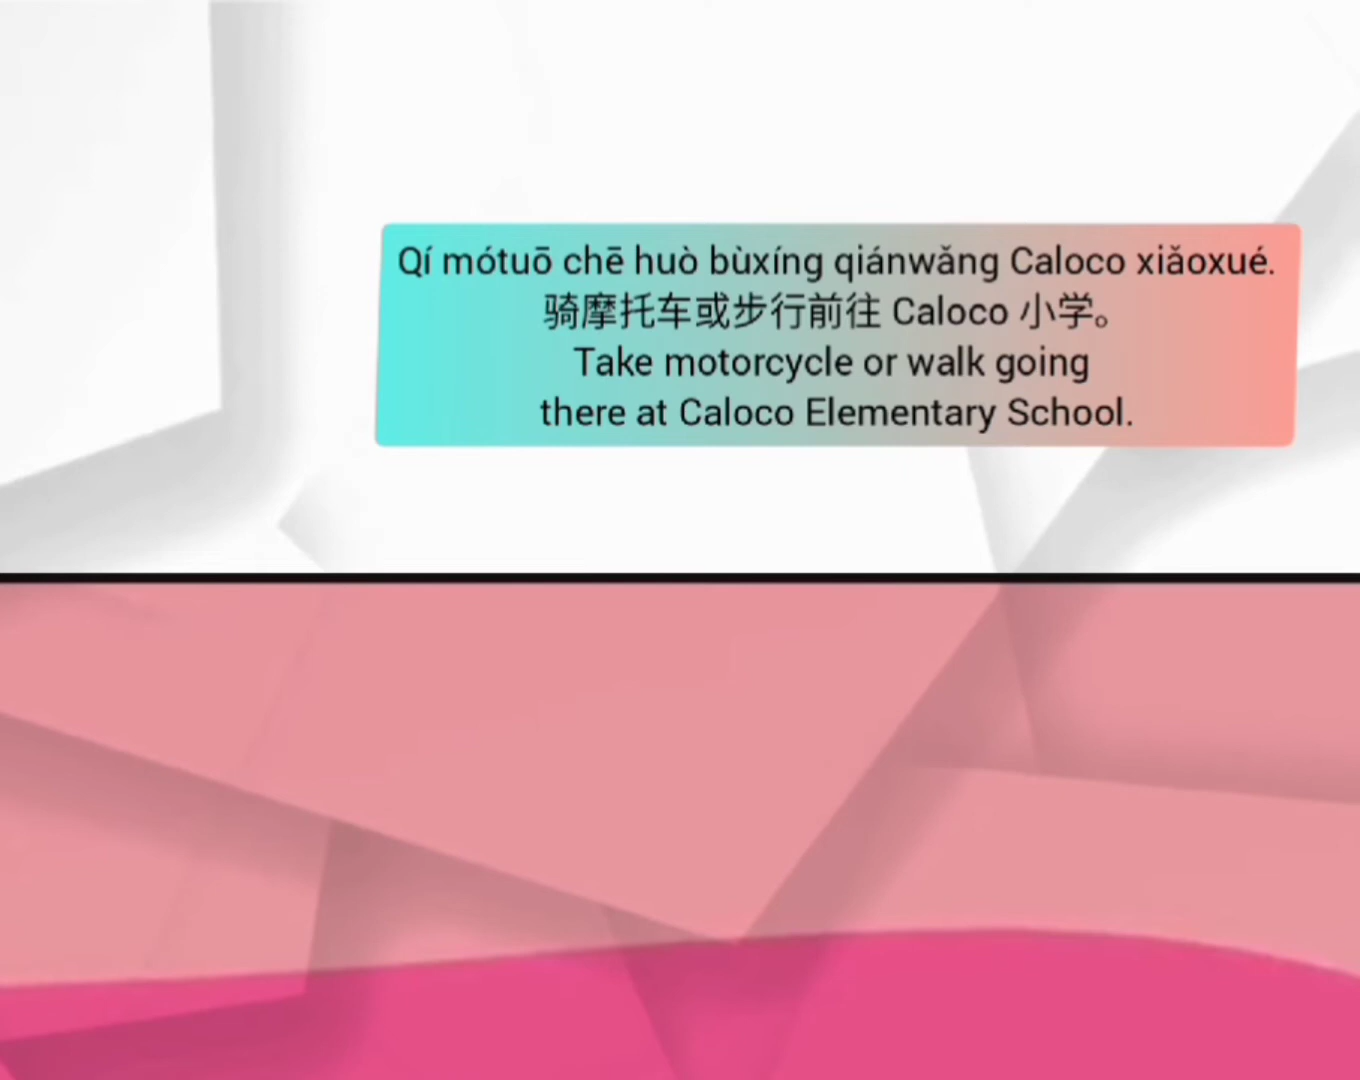 Qí mótuō chē huò bùxíng qiánwǎng Caloco xiǎoxué.
骑摩托车或步行前往 Caloco 小学。
Take motorcycle or walk going
there at Caloco Elementary School.